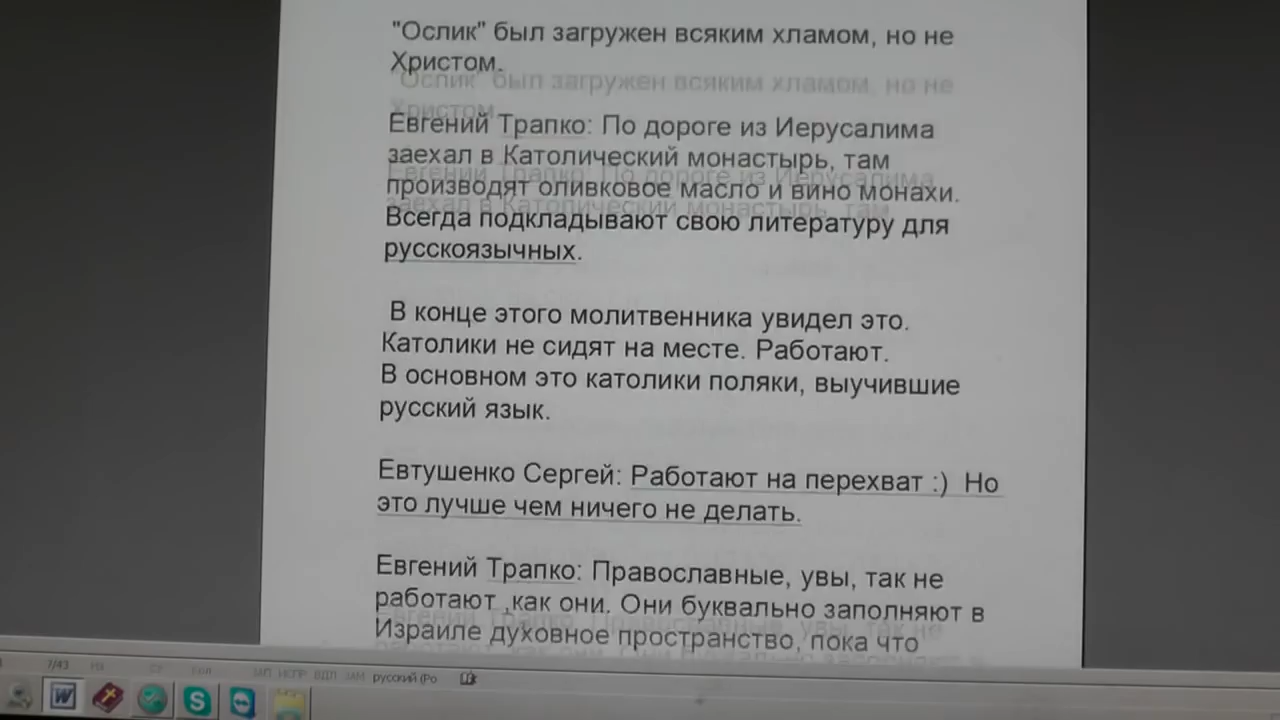 "Ослик" был загружен всяким хламом, но не
Христом.
Евгений Трапко: По дороге из Иерусалима
заехал в Католический монастырь, там
производят оливковое масло и вино монахи.
Всегда подкладывают свою литературу для
русскоязычных.
В конце этого молитвенника увидел это.
Католики не сидят на месте. Работают.
В основном это католики поляки, выучившие
русский язык.
Евтушенко Сергей: Работают на перехват :) Но
это лучше чем ничего не делать.
Евгений Трапко: Православные, увы, так не
работают ,как они. Они буквально заполняют в
Израиле духовное пространство, пока что
7/43 ЗАП ИСПР ВДЛ ЗАМ русский (Ро